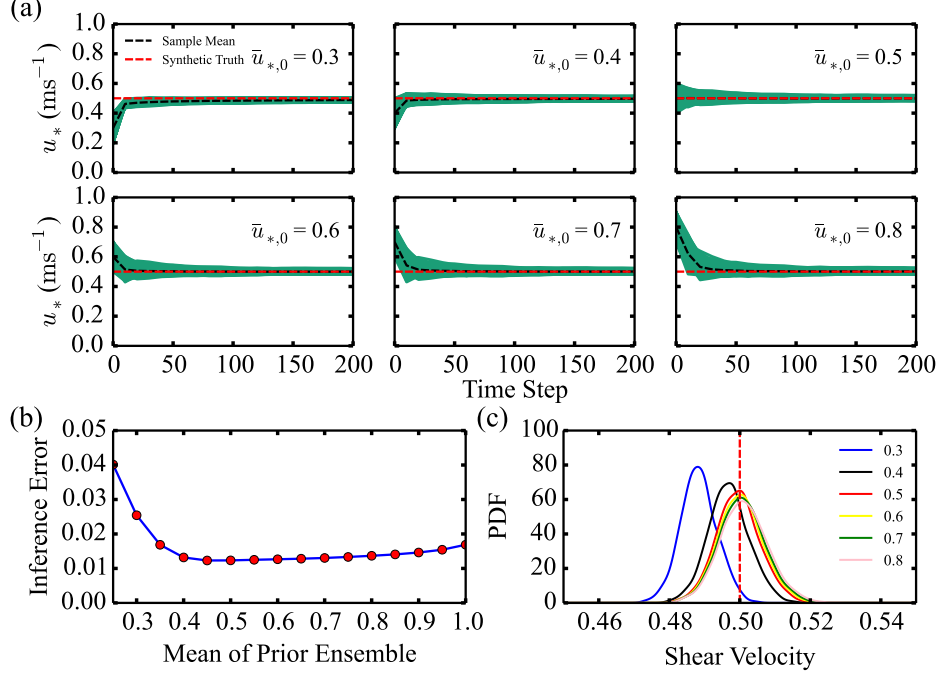 (a)
1.0
0.8
0.6
0.4
0.2
0.0
u* (ms−1)
Sample Mean
Synthetic Truth
ū*,0 = 0.3
ū*,0 = 0.4
ū*,0 = 0.5
1.0
0.8
0.6
0.4
0.2
0.0
u* (ms−1)
ū*,0 = 0.6
ū*,0 = 0.7
ū*,0 = 0.8
0 50 100 150 200
0 50 100 150 200
0 50 100 150 200
Time Step
(b)
0.05
0.04
0.03
0.02
0.01
0.00
Inference Error
0.3 0.4 0.5 0.6 0.7 0.8 0.9 1.0
Mean of Prior Ensemble
(c)
100
80
60
40
20
0
PDF
0.3
0.4
0.5
0.6
0.7
0.8
0.46 0.48 0.50 0.52 0.54
Shear Velocity